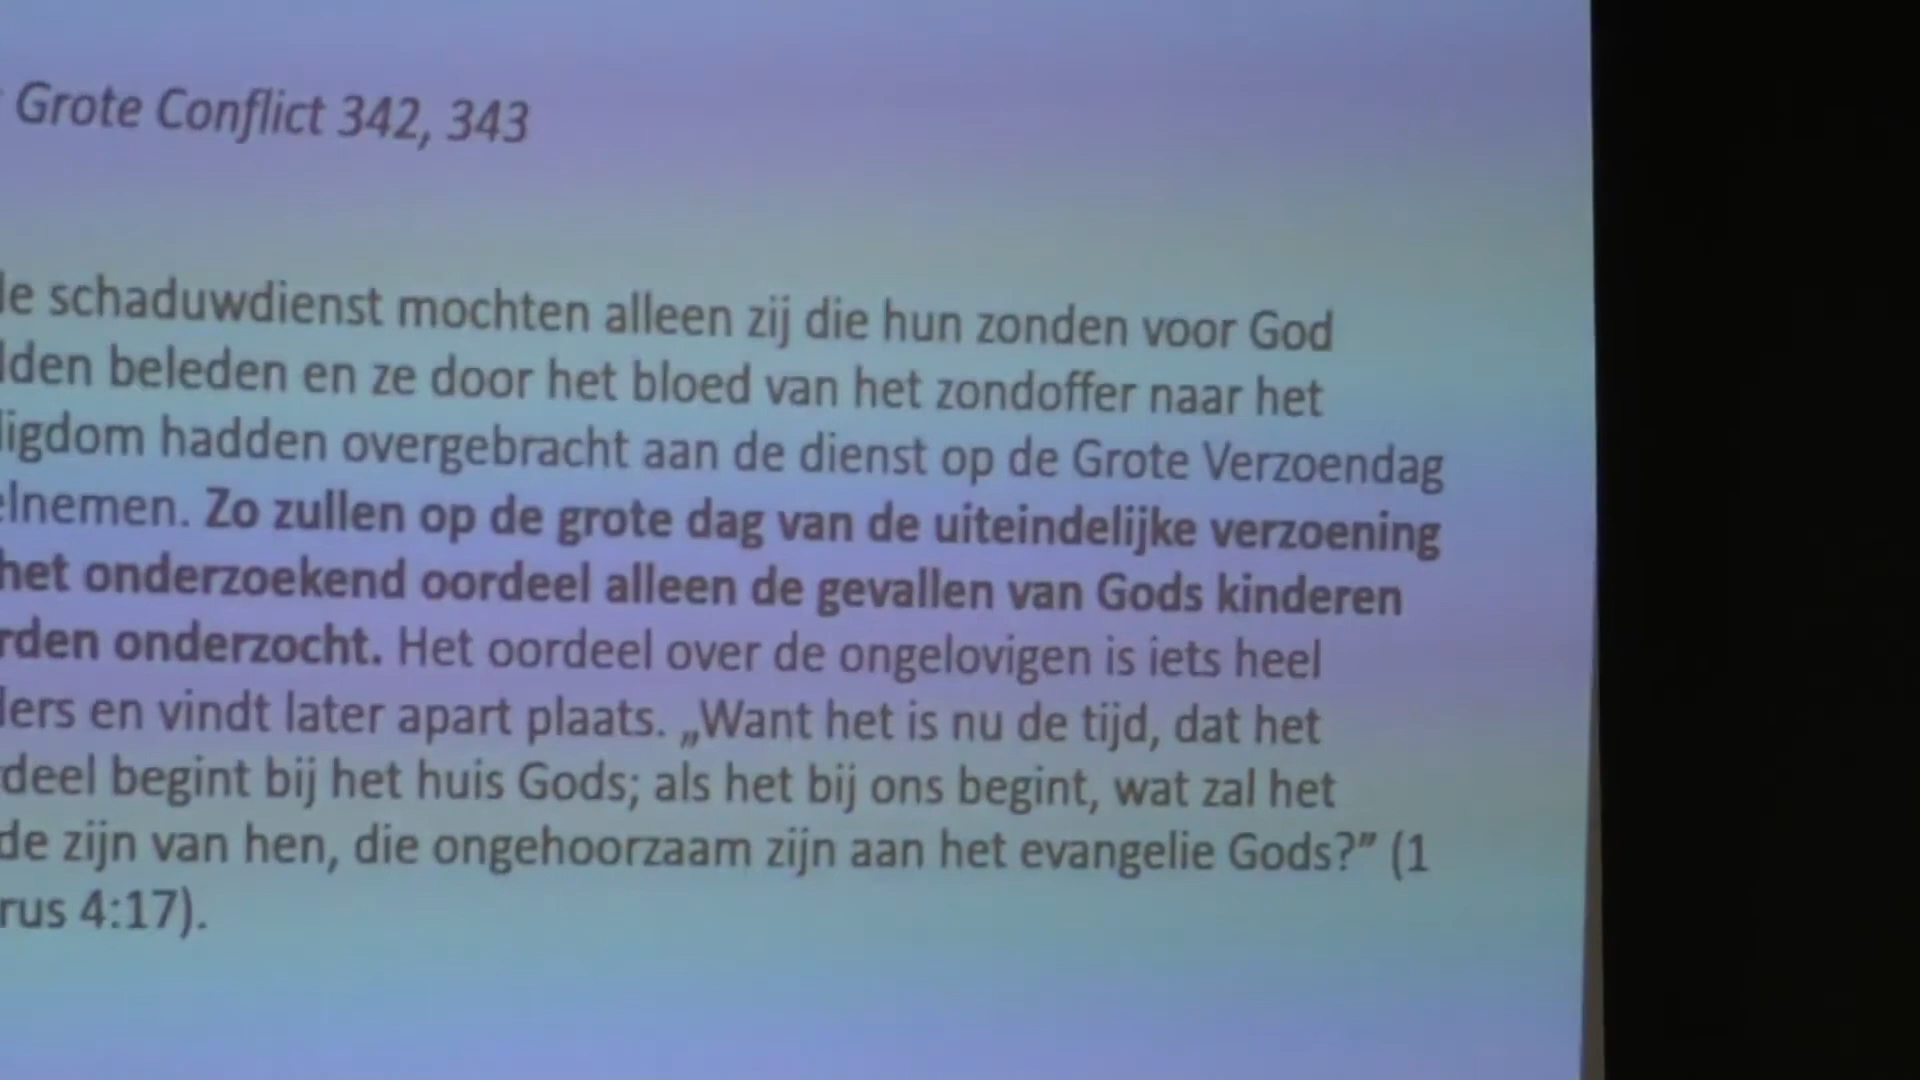 Grote Conflict 342, 343
de schaduwdienst mochten alleen zij die hun zonden voor God
dden beleden en ze door het bloed van het zondoffer naar het
ligdom hadden overgebracht aan de dienst op de Grote Verzoendag
elnemen. Zo zullen op de grote dag van de uiteindelijke verzoening
het onderzoekend oordeel alleen de gevallen van Gods kinderen
rden onderzocht. Het oordeel over de ongelovigen is iets heel
ders en vindt later apart plaats. „Want het is nu de tijd, dat het
deel begint bij het huis Gods; als het bij ons begint, wat zal het
de zijn van hen, die ongehoorzaam zijn aan het evangelie Gods?” (1
rus 4:17).